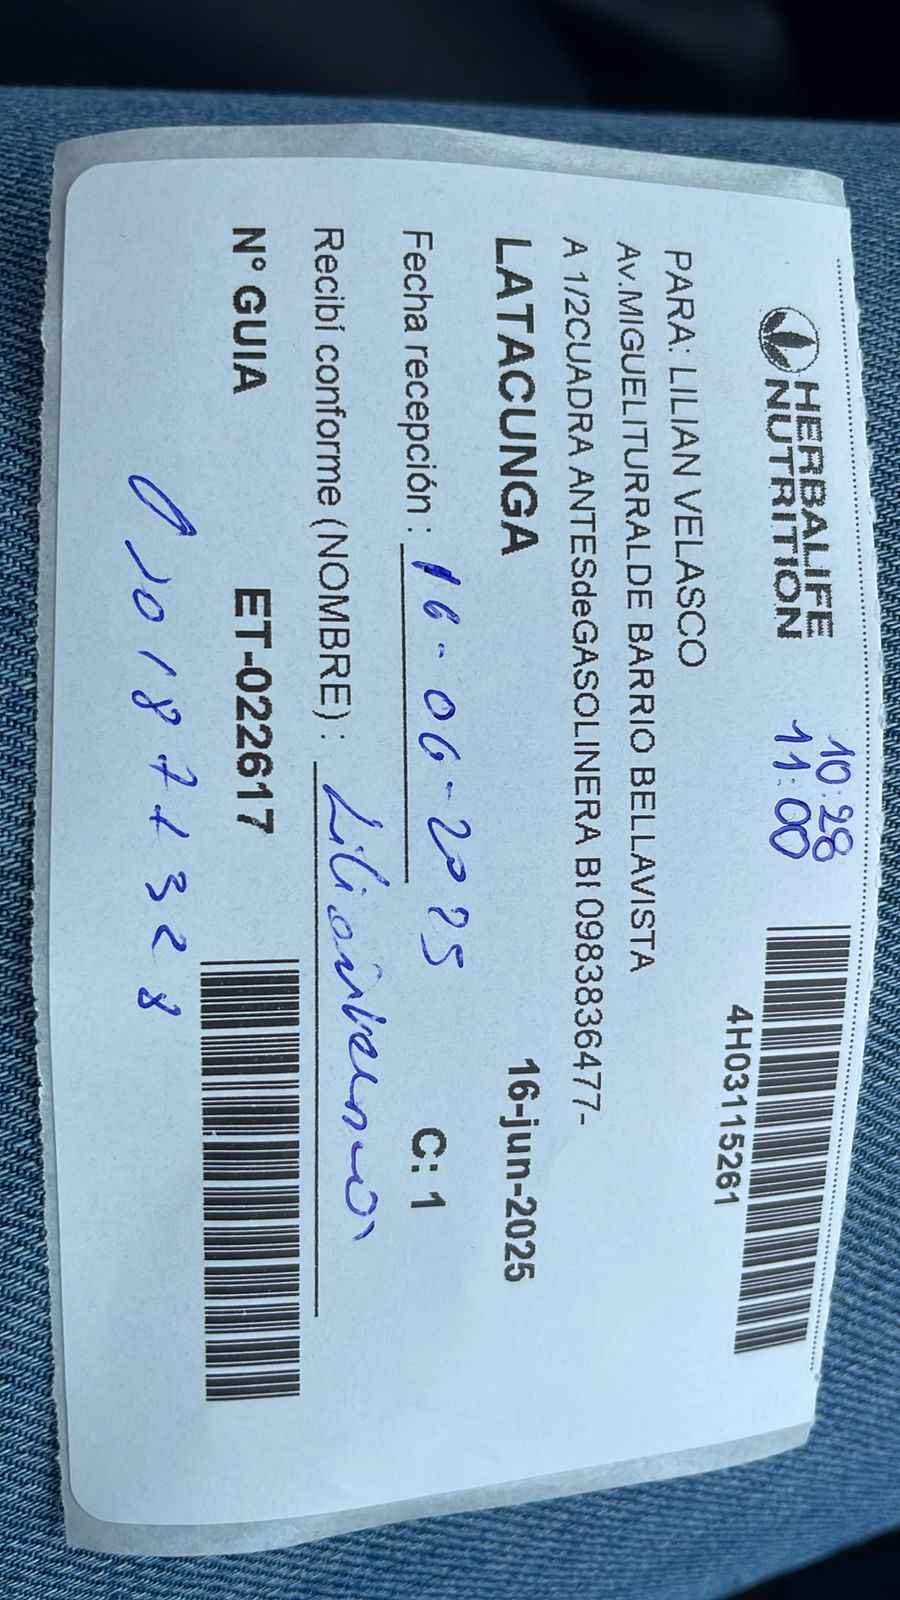 HERBALIFE
NUTRITION
10:28
11:00
4H03115261
PARA: LILIAN VELASCO
Av.MIGUELITURRALDE BARRIO BELLAVISTA
A 1/2CUADRA ANTESdeGASOLINERA BI 0983836477-
LATACUNGA 16-jun-2025
Fecha recepción : 16-06-2025 C: 1
Recibí conforme (NOMBRE) :
N° GUIA ET-022617